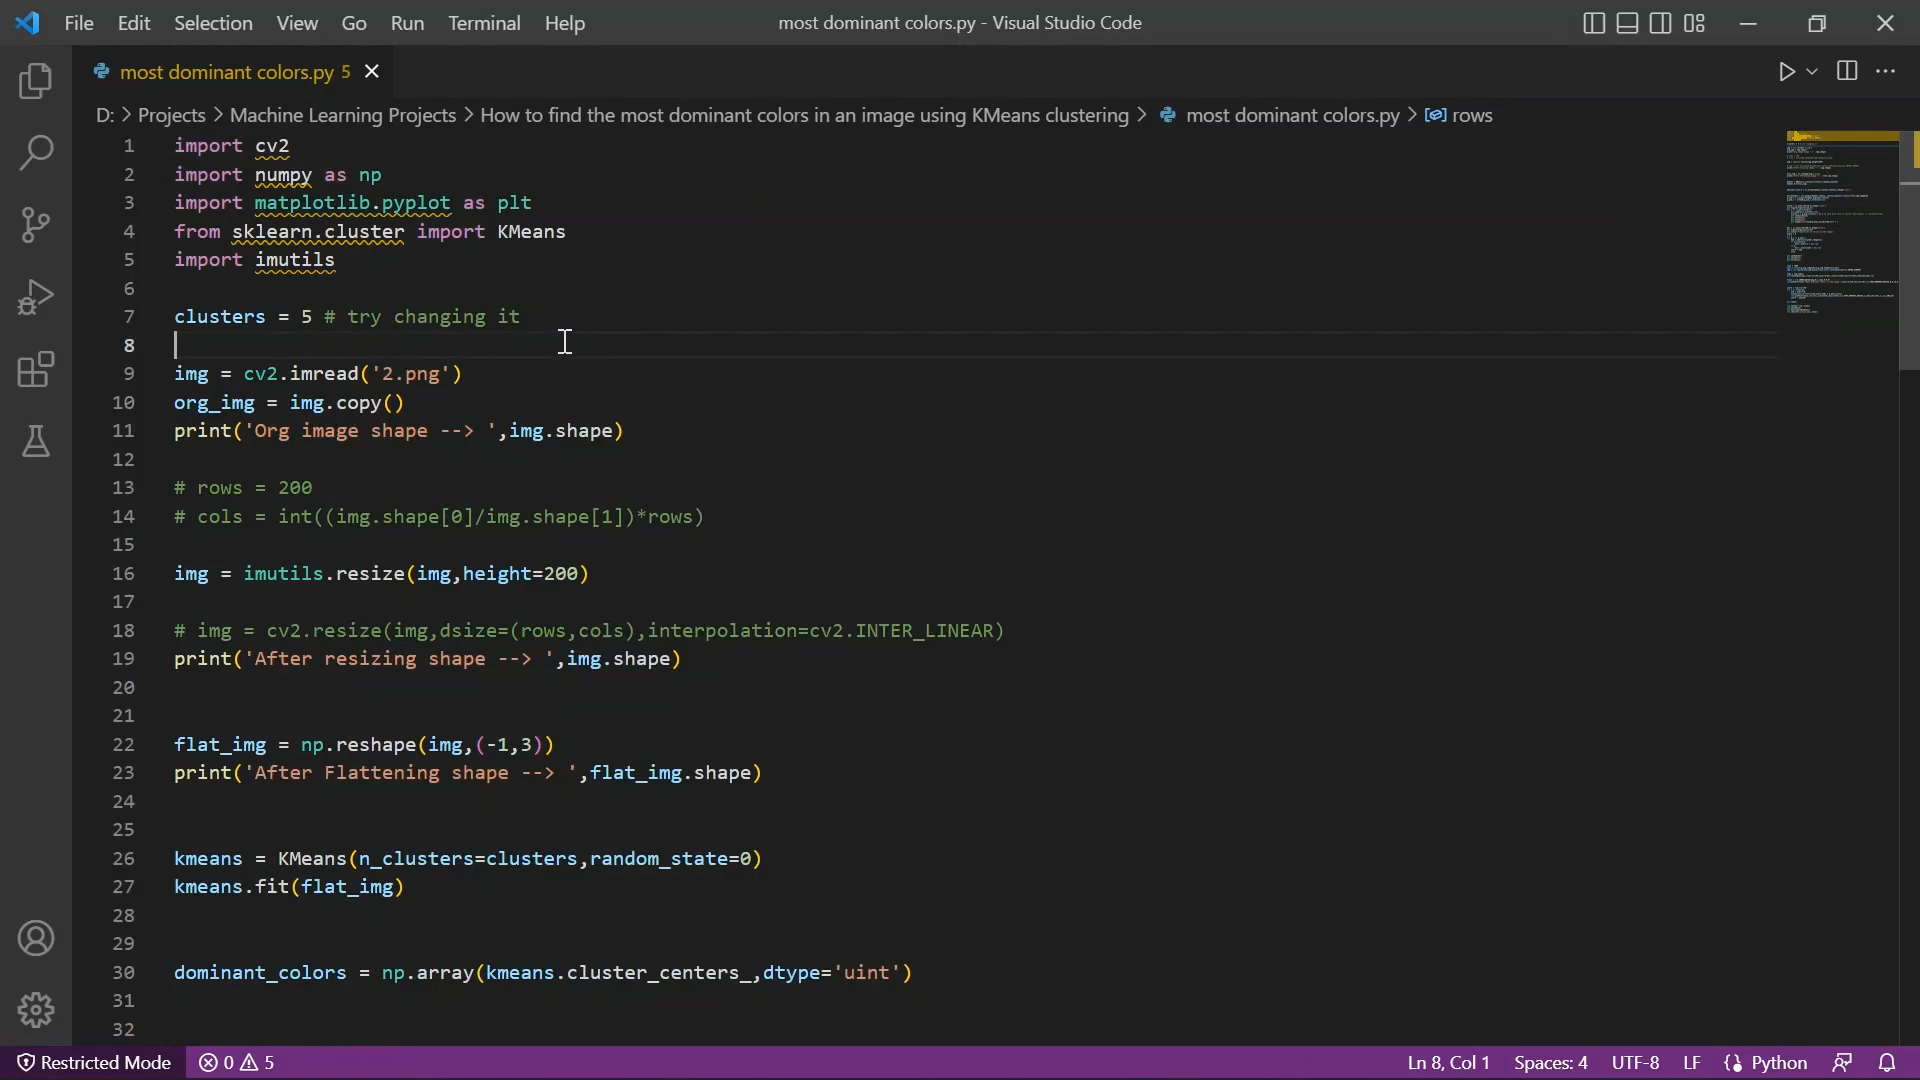 File Edit Selection View Go Run Terminal Help most dominant colors.py - Visual Studio Code
most dominant colors.py 5
D: > Projects > Machine Learning Projects > How to find the most dominant colors in an image using KMeans clustering > most dominant colors.py > rows
1 import cv2
2 import numpy as np
3 import matplotlib.pyplot as plt
4 from sklearn.cluster import KMeans
5 import imutils
6
7 clusters = 5 # try changing it
8
9 img = cv2.imread('2.png')
10 org_img = img.copy()
11 print('Org image shape --> ',img.shape)
12
13 # rows = 200
14 # cols = int((img.shape[0]/img.shape[1])*rows)
15
16 img = imutils.resize(img,height=200)
17
18 # img = cv2.resize(img,dsize=(rows,cols),interpolation=cv2.INTER_LINEAR)
19 print('After resizing shape --> ',img.shape)
20
21
22 flat_img = np.reshape(img,(-1,3))
23 print('After Flattening shape --> ',flat_img.shape)
24
25
26 kmeans = KMeans(n_clusters=clusters,random_state=0)
27 kmeans.fit(flat_img)
28
29
30 dominant_colors = np.array(kmeans.cluster_centers_,dtype='uint')
31
32
Restricted Mode 0 5 Ln 8, Col 1 Spaces: 4 UTF-8 LF Python